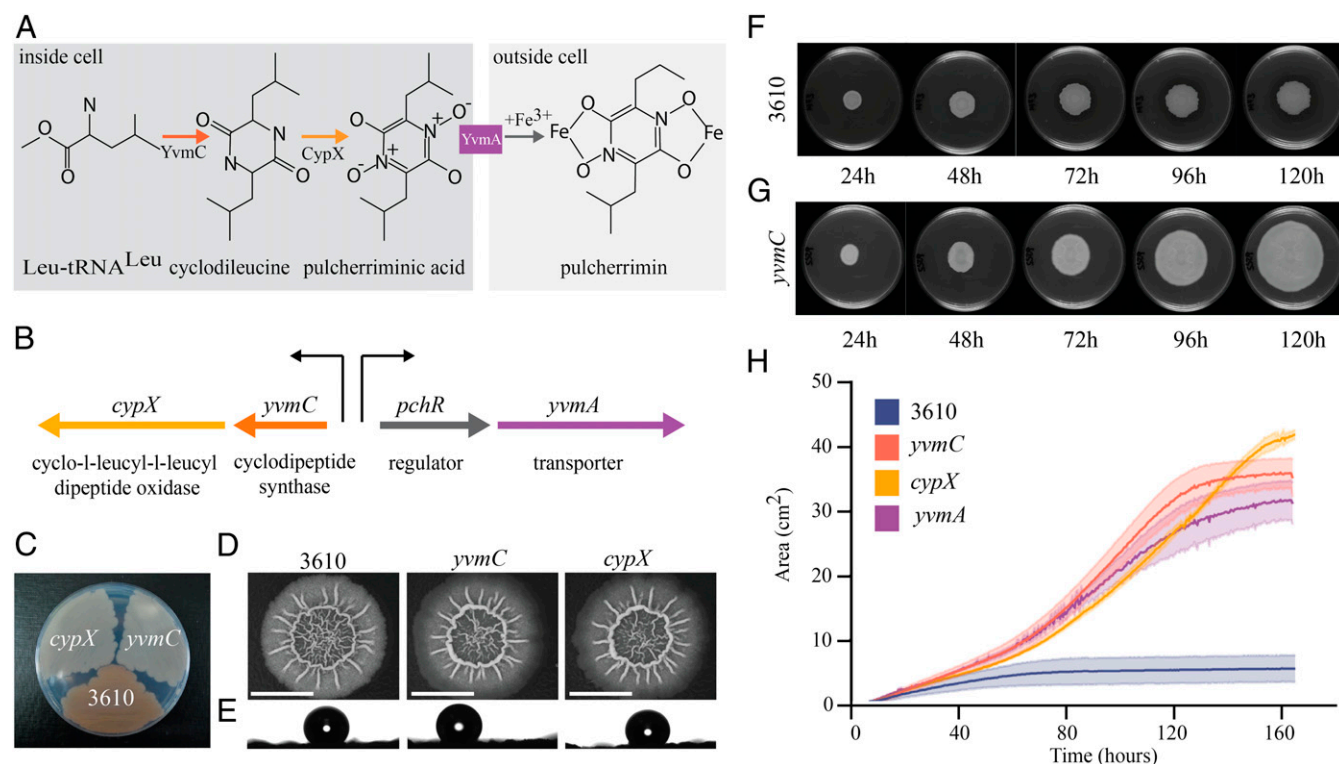 A
inside cell
outside cell
N
O
O
YvmC
O
N
N
O
CypX
O
N
+
O
-
-
O
N
+
O
YvmA
+Fe3+
O
N
O
Fe
Fe
O
N
O
Leu-tRNALeu
cyclodileucine
pulcherriminic acid
pulcherrimin
B
cypX
yvmC
pchR
yvmA
cyclo-l-leucyl-l-leucyl
dipeptide oxidase
cyclodipeptide
synthase
regulator
transporter
C
cypX
yvmC
3610
D
3610
yvmC
cypX
E
F
3610
24h
48h
72h
96h
120h
G
yvmC
24h
48h
72h
96h
120h
H
50
40
30
20
10
0
Area (cm2)
3610
yvmC
cypX
yvmA
0
40
80
120
160
Time (hours)